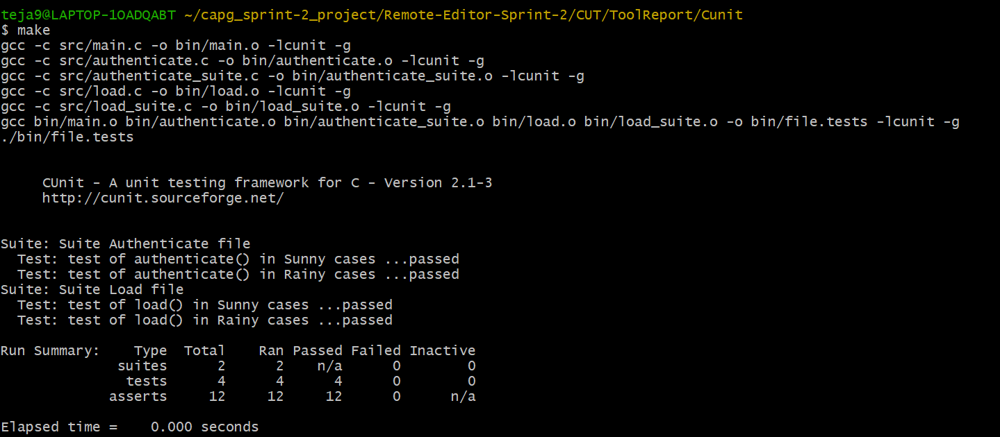 teja9@LAPTOP-1OADQABT ~/capg_sprint-2_project/Remote-Editor-Sprint-2/CUT/ToolReport/Cunit
$ make
gcc -c src/main.c -o bin/main.o -lcunit -g
gcc -c src/authenticate.c -o bin/authenticate.o -lcunit -g
gcc -c src/authenticate_suite.c -o bin/authenticate_suite.o -lcunit -g
gcc -c src/load.c -o bin/load.o -lcunit -g
gcc -c src/load_suite.c -o bin/load_suite.o -lcunit -g
gcc bin/main.o bin/authenticate.o bin/authenticate_suite.o bin/load.o bin/load_suite.o -o bin/file.tests -lcunit -g
./bin/file.tests
     CUnit - A unit testing framework for C - Version 2.1-3
     http://cunit.sourceforge.net/
Suite: Suite Authenticate file
  Test: test of authenticate() in Sunny cases ...passed
  Test: test of authenticate() in Rainy cases ...passed
Suite: Suite Load file
  Test: test of load() in Sunny cases ...passed
  Test: test of load() in Rainy cases ...passed
Run Summary:    Type  Total    Ran Passed Failed Inactive
              suites      2      2    n/a      0        0
               tests      4      4      4      0        0
             asserts     12     12     12      0      n/a
Elapsed time =    0.000 seconds